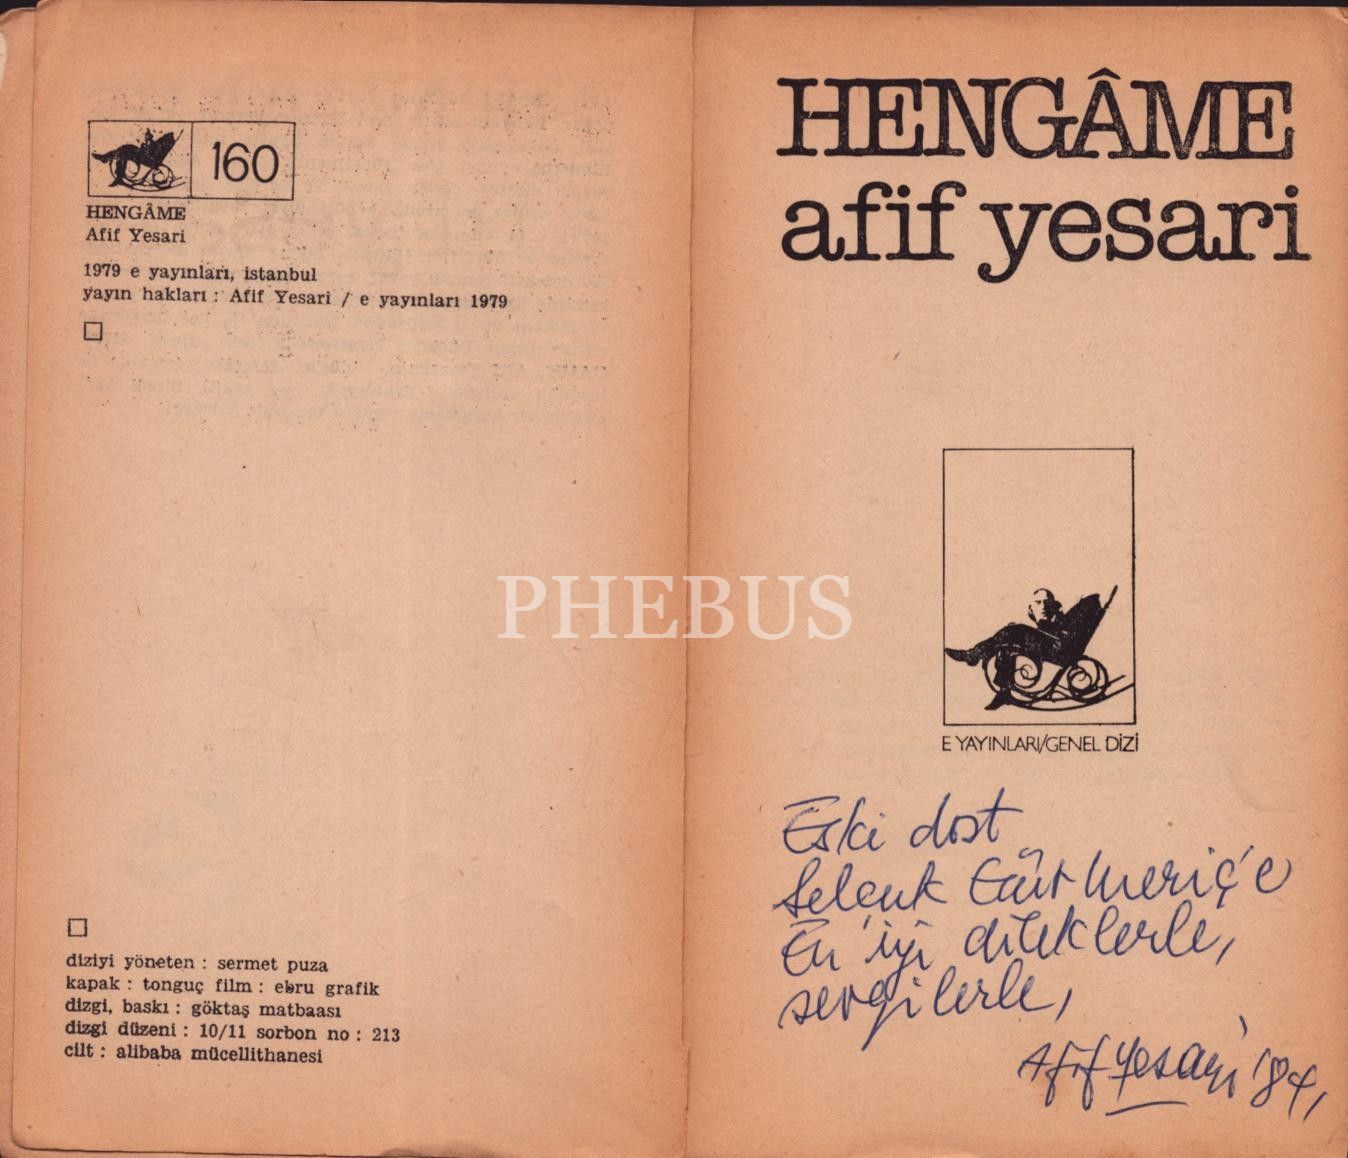 160
HENGÂME
Afif Yesari
1979 e yayınları, istanbul
yayın hakları : Afif Yesari / e yayınları 1979
diziyi yöneten : sermet puza
kapak : tonguç film : ebru grafik
dizgi, baskı : göktaş matbaası
dizgi düzeni : 10/11 sorbon no : 213
cilt : alibaba mücellithanesi
HENGÂME
afif yesari
E YAYINLARI/GENEL DİZİ
Eski dost
Selçuk Meriç'e
En iyi dileklerle,
sevgilerle,
Afif Yesari '84,
PHEBUS